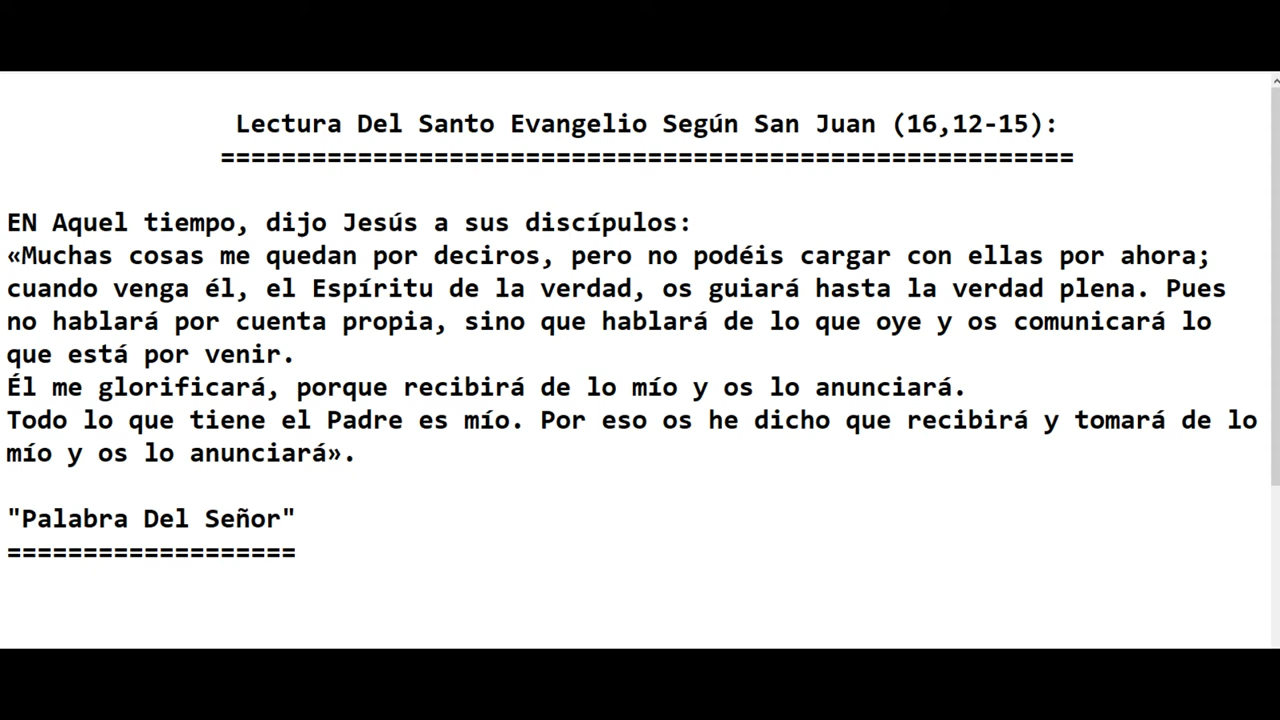 Lectura Del Santo Evangelio Según San Juan (16,12-15):
========================================================
EN Aquel tiempo, dijo Jesús a sus discípulos:
«Muchas cosas me quedan por deciros, pero no podéis cargar con ellas por ahora;
cuando venga él, el Espíritu de la verdad, os guiará hasta la verdad plena. Pues
no hablará por cuenta propia, sino que hablará de lo que oye y os comunicará lo
que está por venir.
Él me glorificará, porque recibirá de lo mío y os lo anunciará.
Todo lo que tiene el Padre es mío. Por eso os he dicho que recibirá y tomará de lo
mío y os lo anunciará».
"Palabra Del Señor"
===================